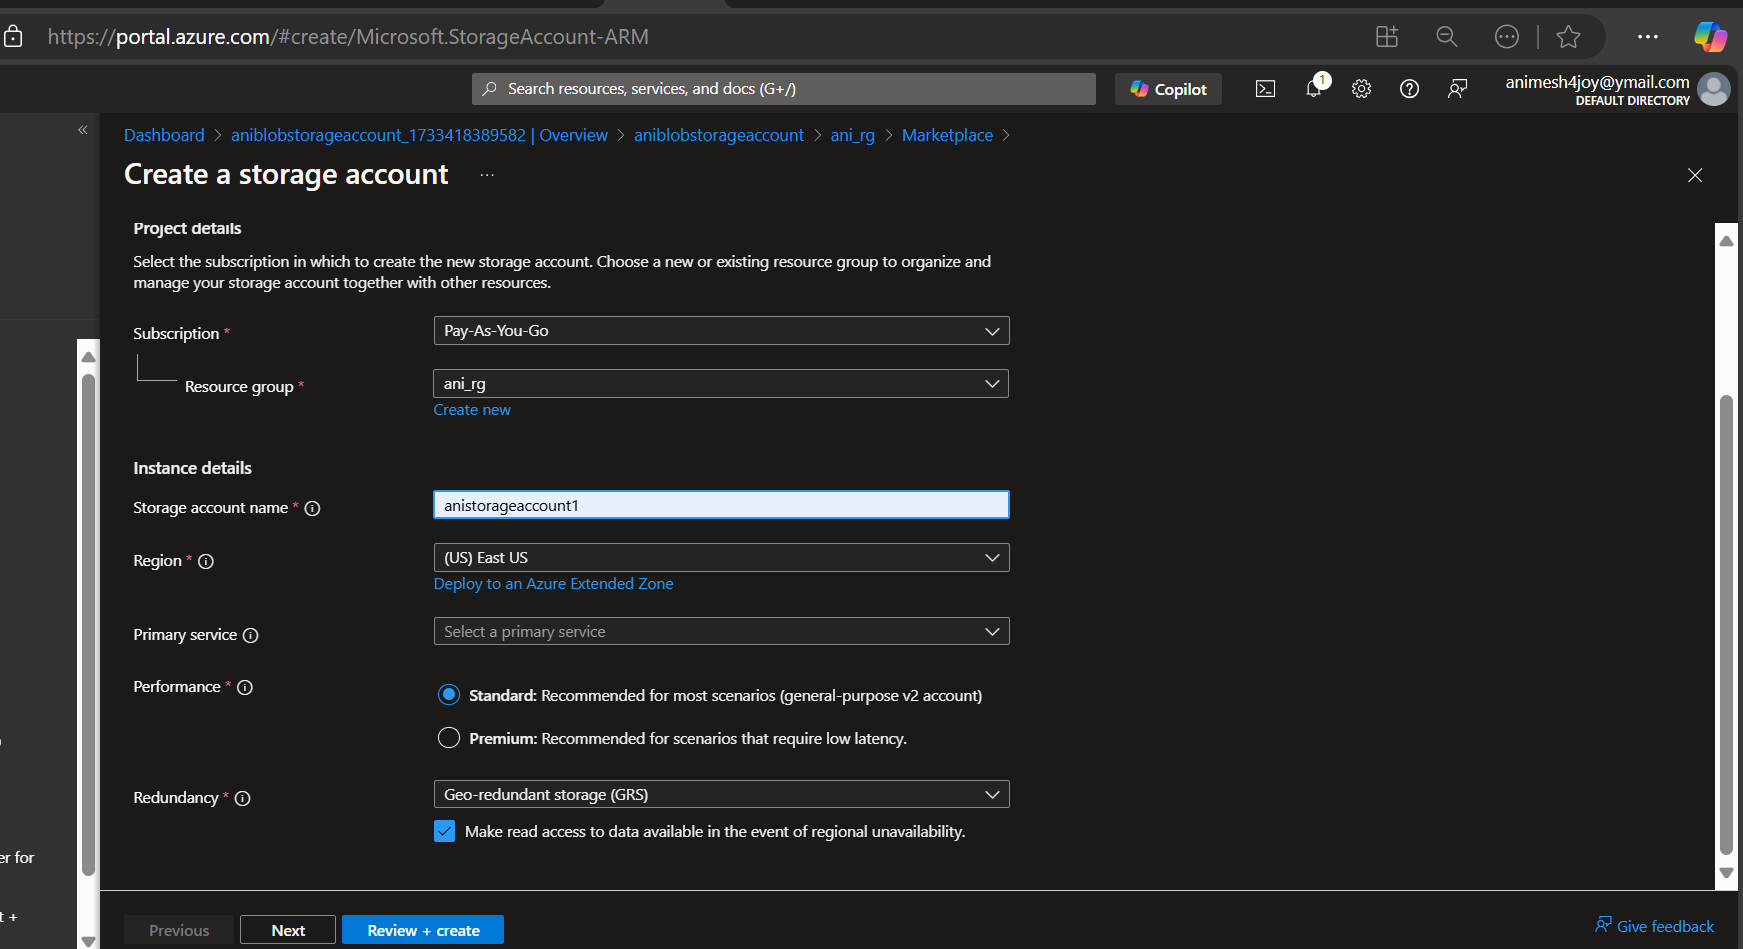 https://portal.azure.com/#create/Microsoft.StorageAccount-ARM
Search resources, services, and docs (G+/)
Copilot
1
animesh4joy@ymail.com
DEFAULT DIRECTORY
Dashboard > aniblobstorageaccount_1733418389582 | Overview > aniblobstorageaccount > ani_rg > Marketplace >
Create a storage account ...
Project details
Select the subscription in which to create the new storage account. Choose a new or existing resource group to organize and
manage your storage account together with other resources.
Subscription *
Pay-As-You-Go
Resource group *
ani_rg
Create new
Instance details
Storage account name *
anistorageaccount1
Region *
(US) East US
Deploy to an Azure Extended Zone
Primary service
Select a primary service
Performance *
Standard: Recommended for most scenarios (general-purpose v2 account)
Premium: Recommended for scenarios that require low latency.
Redundancy *
Geo-redundant storage (GRS)
Make read access to data available in the event of regional unavailability.
er for
t +
Previous
Next
Review + create
Give feedback